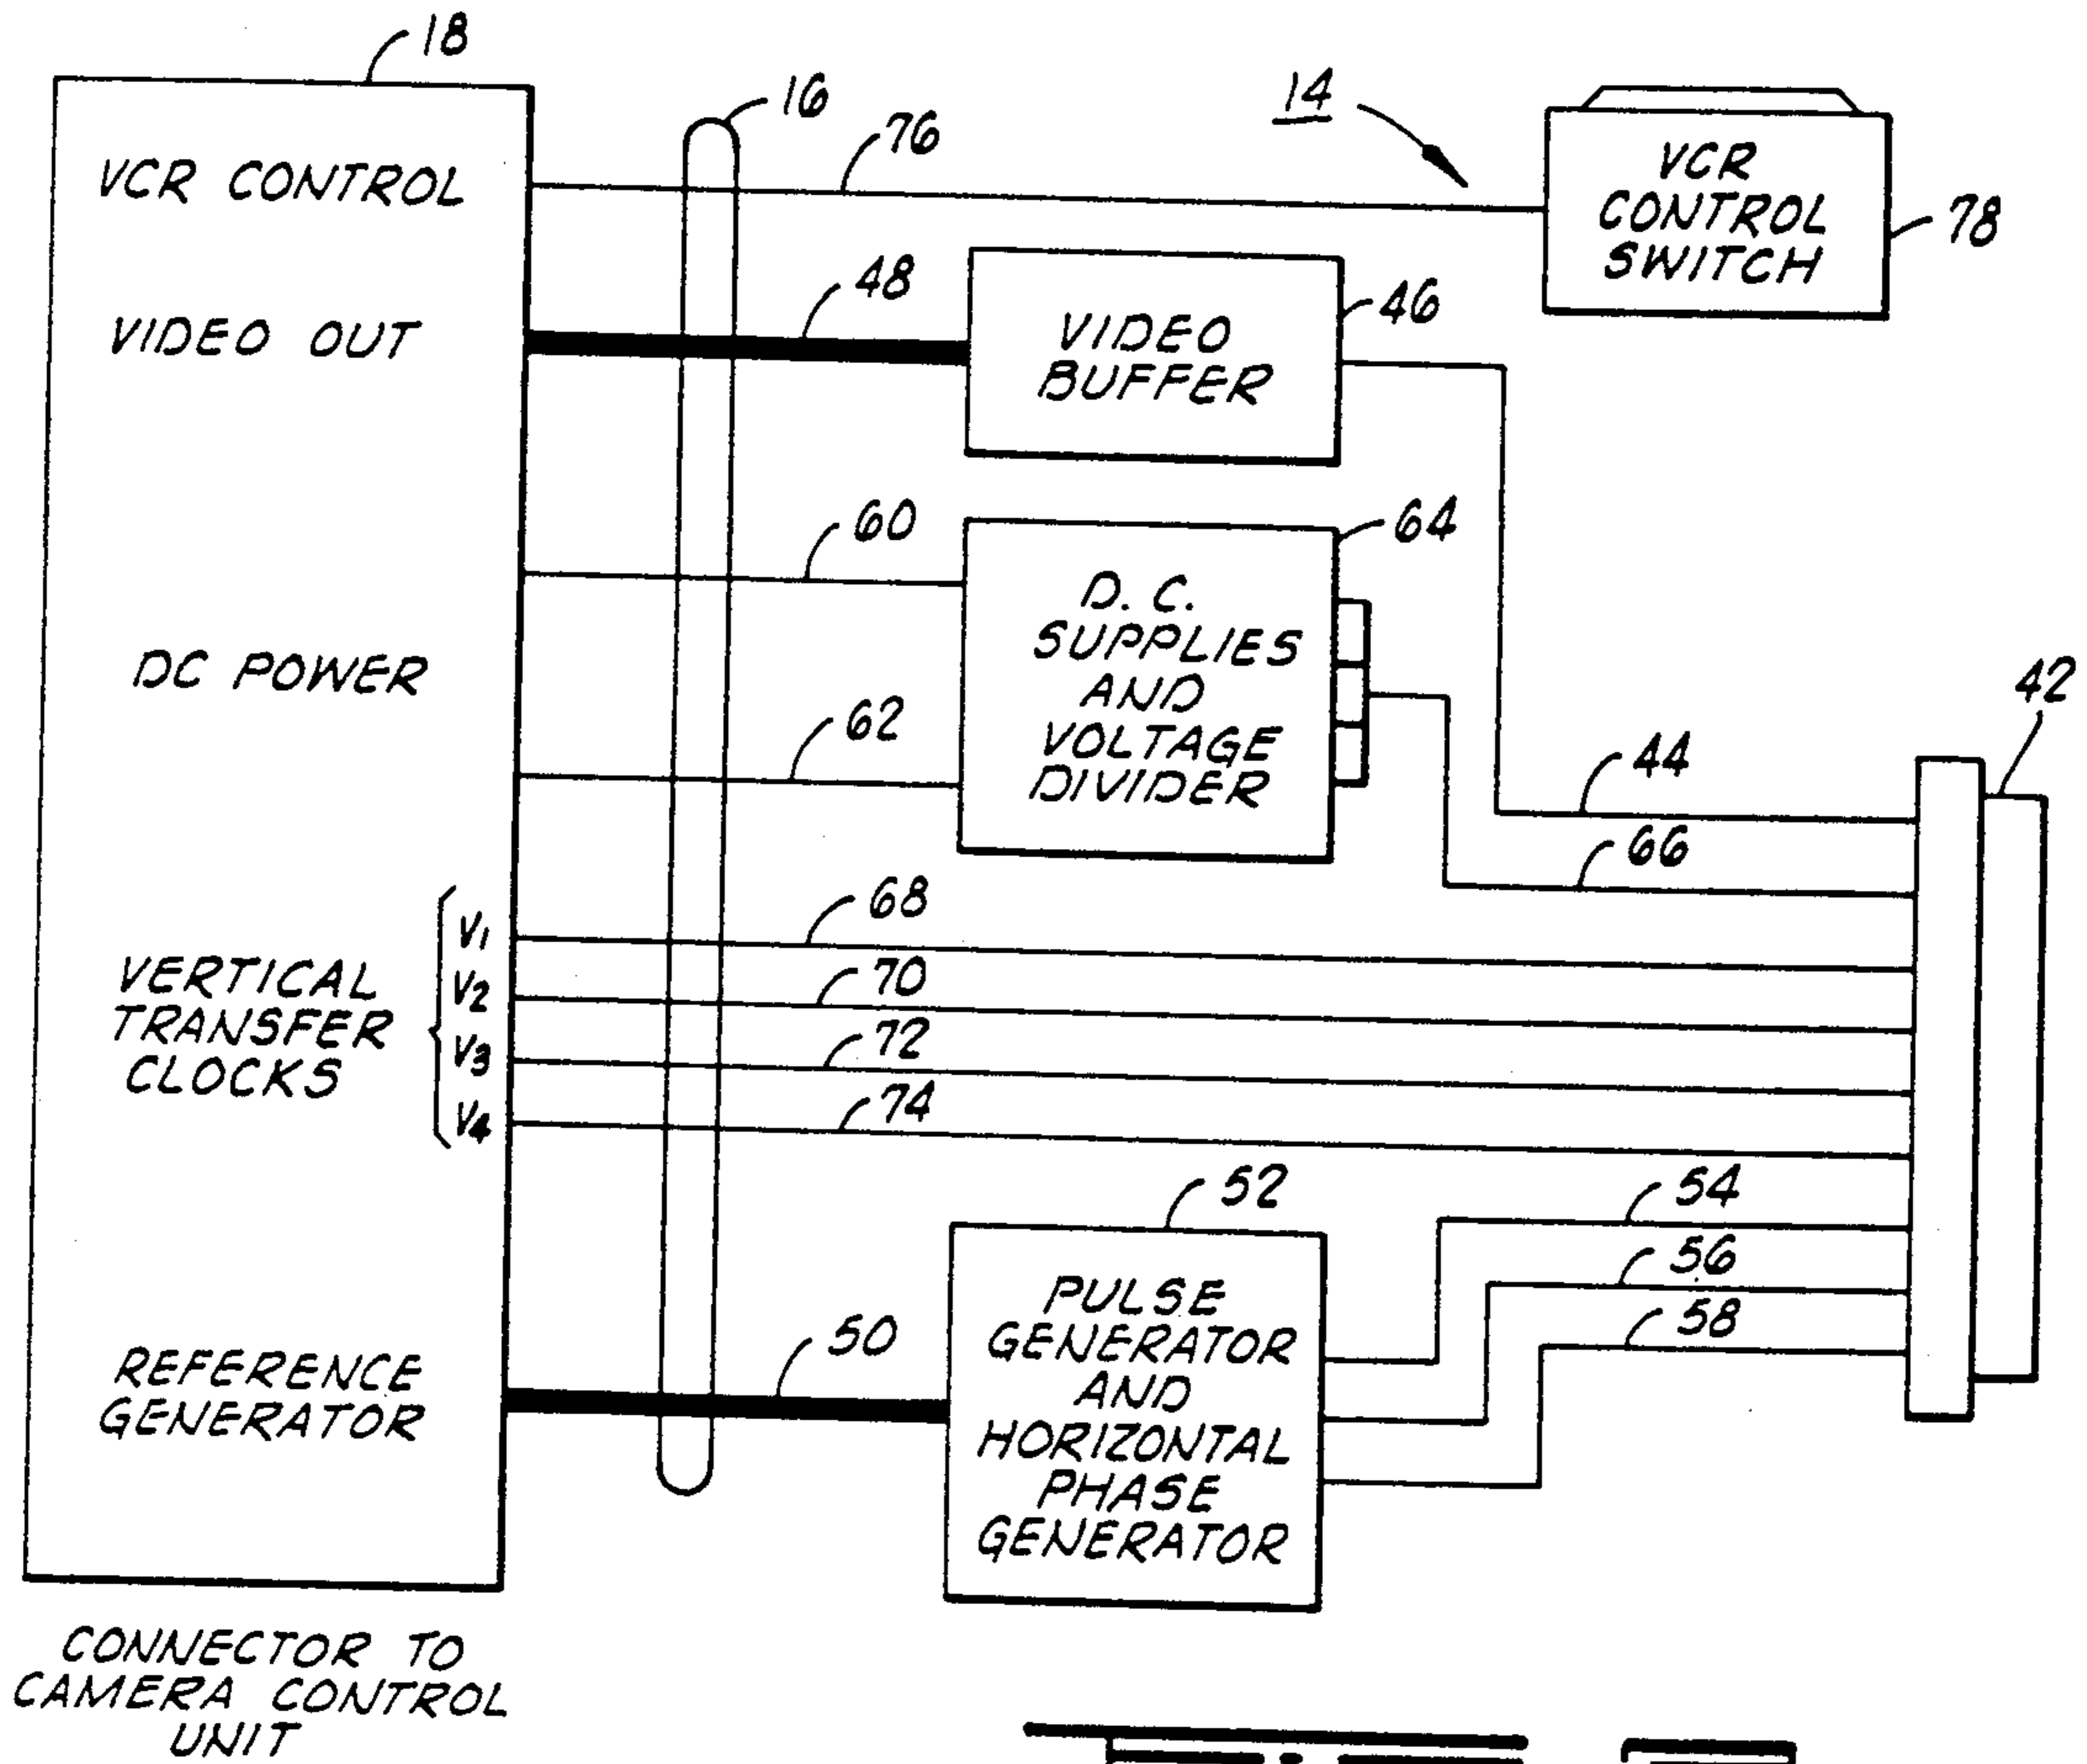 18
16
76
14
VCR CONTROL
VCR
CONTROL
SWITCH
78
48
46
VIDEO OUT
VIDEO
BUFFER
60
64
DC POWER
D. C.
SUPPLIES
AND
VOLTAGE
DIVIDER
62
42
44
66
68
V1
70
V2
VERTICAL
TRANSFER
CLOCKS
72
V3
74
V4
52
54
56
58
50
REFERENCE
GENERATOR
PULSE
GENERATOR
AND
HORIZONTAL
PHASE
GENERATOR
CONNECTOR TO
CAMERA CONTROL
UNIT